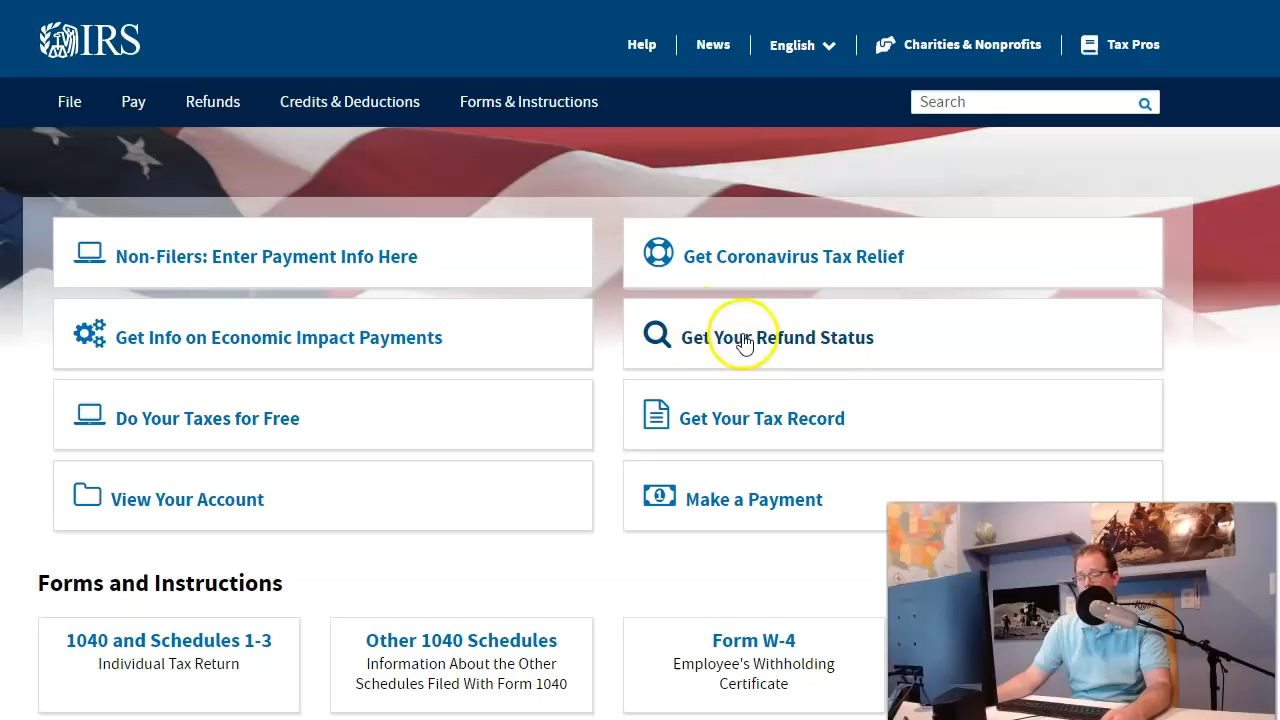 IRS
Help
News
English
Charities & Nonprofits
Tax Pros
File
Pay
Refunds
Credits & Deductions
Forms & Instructions
Search
Non-Filers: Enter Payment Info Here
Get Coronavirus Tax Relief
Get Info on Economic Impact Payments
Get Your Refund Status
Do Your Taxes for Free
Get Your Tax Record
View Your Account
Make a Payment
Forms and Instructions
1040 and Schedules 1-3
Individual Tax Return
Other 1040 Schedules
Information About the Other
Schedules Filed With Form 1040
Form W-4
Employee's Withholding
Certificate